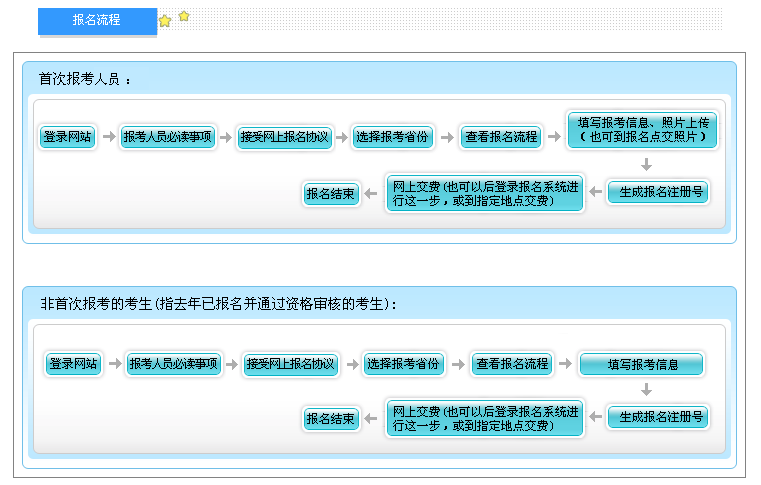 报名流程
首次报考人员：
登录网站
报考人员必读事项
接受网上报名协议
选择报考省份
查看报名流程
填写报考信息、照片上传
（也可到报名点交照片）
生成报名注册号
网上交费(也可以后登录报名系统进
行这一步，或到指定地点交费)
报名结束
非首次报考的考生(指去年已报名并通过资格审核的考生):
登录网站
报考人员必读事项
接受网上报名协议
选择报考省份
查看报名流程
填写报考信息
生成报名注册号
网上交费(也可以后登录报名系统进
行这一步，或到指定地点交费)
报名结束